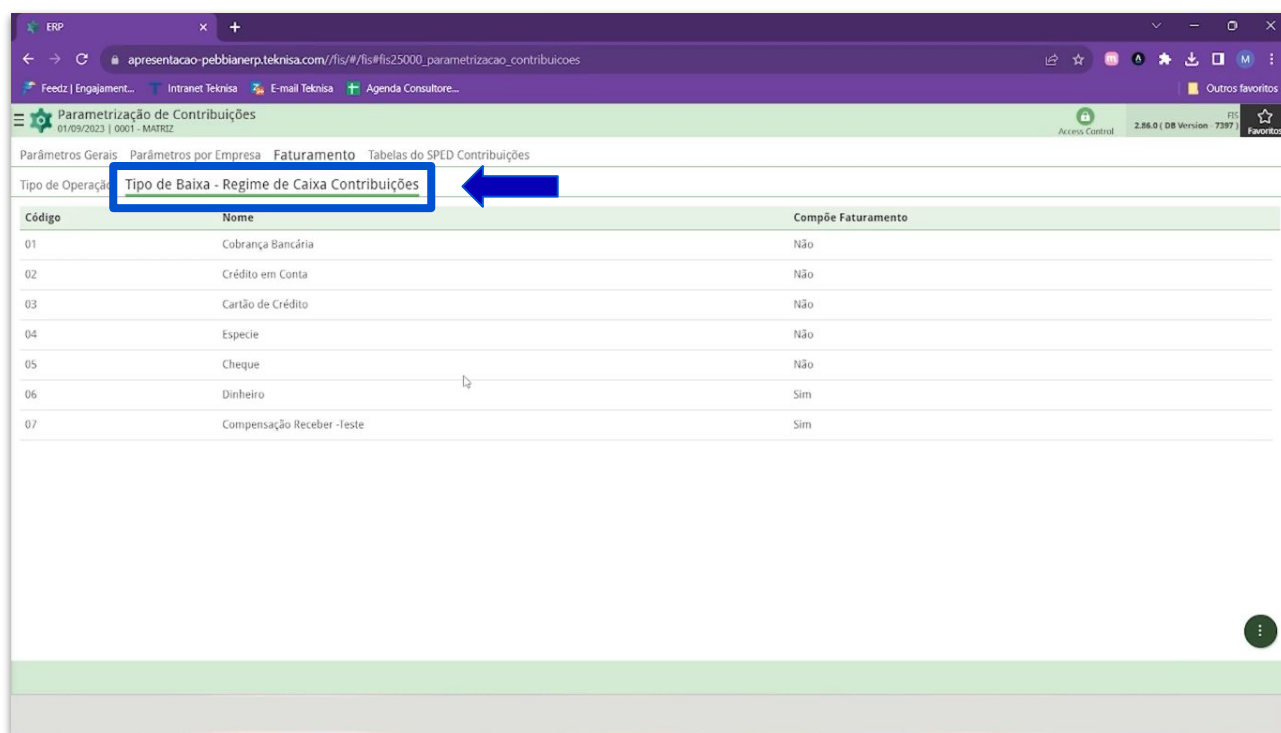 ERP
apresentacao-pebbianerp.teknisa.com//fis/#/fis#fis25000_parametrizacao_contribuicoes
Feedz | Engajament... Intranet Teknisa E-mail Teknisa Agenda Consultore... Outros favoritos
Parametrização de Contribuições
01/09/2023 | 0001 - MATRIZ
Access Control
FIS
2.86.0 ( DB Version - 7397 )
Favoritos
Parâmetros Gerais Parâmetros por Empresa Faturamento Tabelas do SPED Contribuições
Tipo de Operação Tipo de Baixa - Regime de Caixa Contribuições
Código Nome Compõe Faturamento
01 Cobrança Bancária Não
02 Crédito em Conta Não
03 Cartão de Crédito Não
04 Especie Não
05 Cheque Não
06 Dinheiro Sim
07 Compensação Receber -Teste Sim